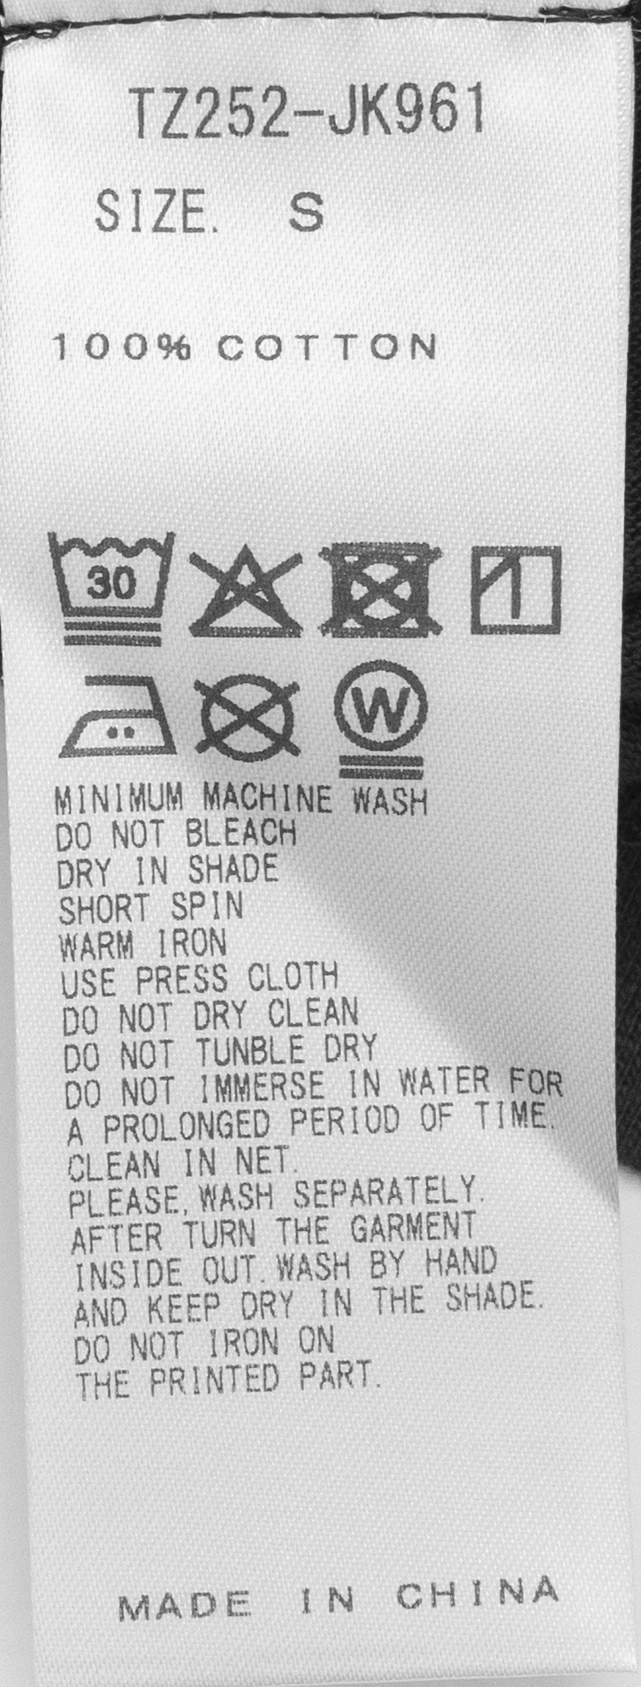 TZ252-JK961
SIZE. S
100% COTTON
30
W
MINIMUM MACHINE WASH
DO NOT BLEACH
DRY IN SHADE
SHORT SPIN
WARM IRON
USE PRESS CLOTH
DO NOT DRY CLEAN
DO NOT TUNBLE DRY
DO NOT IMMERSE IN WATER FOR
A PROLONGED PERIOD OF TIME.
CLEAN IN NET.
PLEASE, WASH SEPARATELY.
AFTER TURN THE GARMENT
INSIDE OUT. WASH BY HAND
AND KEEP DRY IN THE SHADE.
DO NOT IRON ON
THE PRINTED PART.
MADE IN CHINA